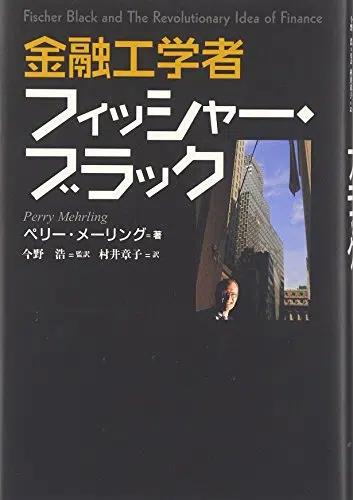 Fischer Black and The Revolutionary Idea of Finance
金融工学者
フィッシャー・
ブラック
Perry Mehrling
ペリー・メーリング=著
今野 浩=監訳 村井章子=訳